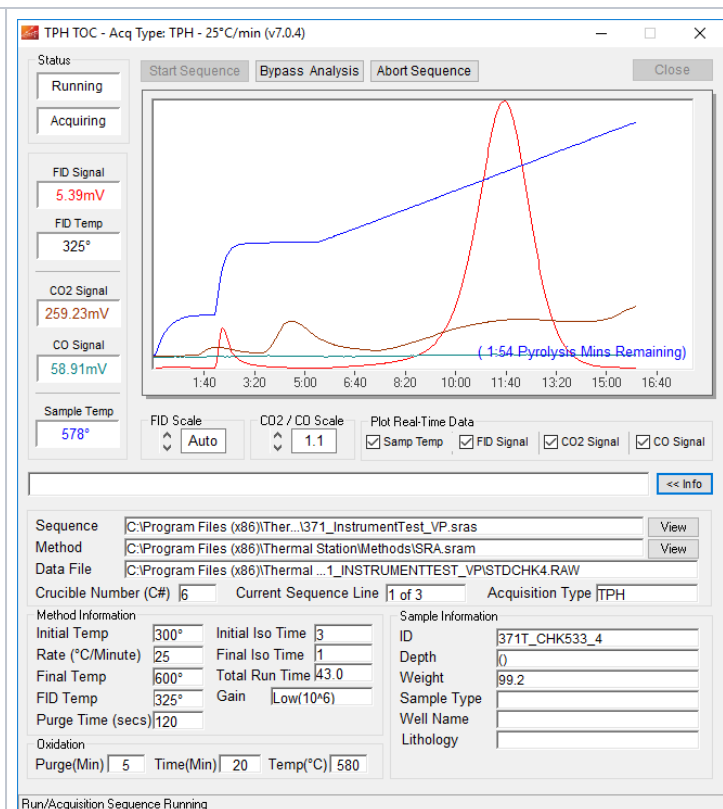 TPH TOC - Acq Type: TPH - 25°C/min (v7.0.4)
Status
Running
Acquiring
Start Sequence Bypass Analysis Abort Sequence Close
FID Signal
5.39mV
FID Temp
325°
CO2 Signal
259.23mV
CO Signal
58.91mV
Sample Temp
578°
( 1:54 Pyrolysis Mins Remaining)
1:40 3:20 5:00 6:40 8:20 10:00 11:40 13:20 15:00 16:40
FID Scale
Auto
CO2 / CO Scale
1.1
Plot Real-Time Data
Samp Temp FID Signal CO2 Signal CO Signal
<< Info
Sequence C:\Program Files (x86)\Ther...\371_InstrumentTest_VP.sras View
Method C:\Program Files (x86)\Thermal Station\Methods\SRA.sram View
Data File C:\Program Files (x86)\Thermal ...1_INSTRUMENTTEST_VP\STDCHK4.RAW
Crucible Number (C#) 6 Current Sequence Line 1 of 3 Acquisition Type TPH
Method Information
Initial Temp 300° Initial Iso Time 3
Rate (°C/Minute) 25 Final Iso Time 1
Final Temp 600° Total Run Time 43.0
FID Temp 325° Gain Low(10^6)
Purge Time (secs) 120
Oxidation
Purge(Min) 5 Time(Min) 20 Temp(°C) 580
Sample Information
ID 371T_CHK533_4
Depth ()
Weight 99.2
Sample Type
Well Name
Lithology
Run/Acquisition Sequence Running